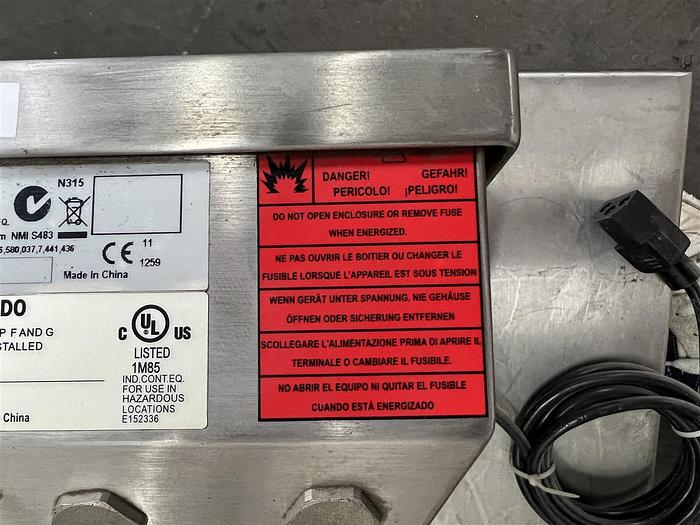 N315
EQ
m NMI S483
5,580,037,7,441,436
11
1259
Made In China
DO
P F AND G
STALLED
C UL US
LISTED
1M85
IND.CONT.EQ.
FOR USE IN
HAZARDOUS
LOCATIONS
E152336
China
DANGER! GEFAHR!
PERICOLO! ¡PELIGRO!
DO NOT OPEN ENCLOSURE OR REMOVE FUSE
WHEN ENERGIZED.
NE PAS OUVRIR LE BOITIER OU CHANGER LE
FUSIBLE LORSQUE L'APPAREIL EST SOUS TENSION
WENN GERÄT UNTER SPANNUNG, NIE GEHÄUSE
ÖFFNEN ODER SICHERUNG ENTFERNEN
SCOLLEGARE L'ALIMENTAZIONE PRIMA DI APRIRE IL
TERMINALE O CAMBIARE IL FUSIBILE.
NO ABRIR EL EQUIPO NI QUITAR EL FUSIBLE
CUANDO ESTÁ ENERGIZADO